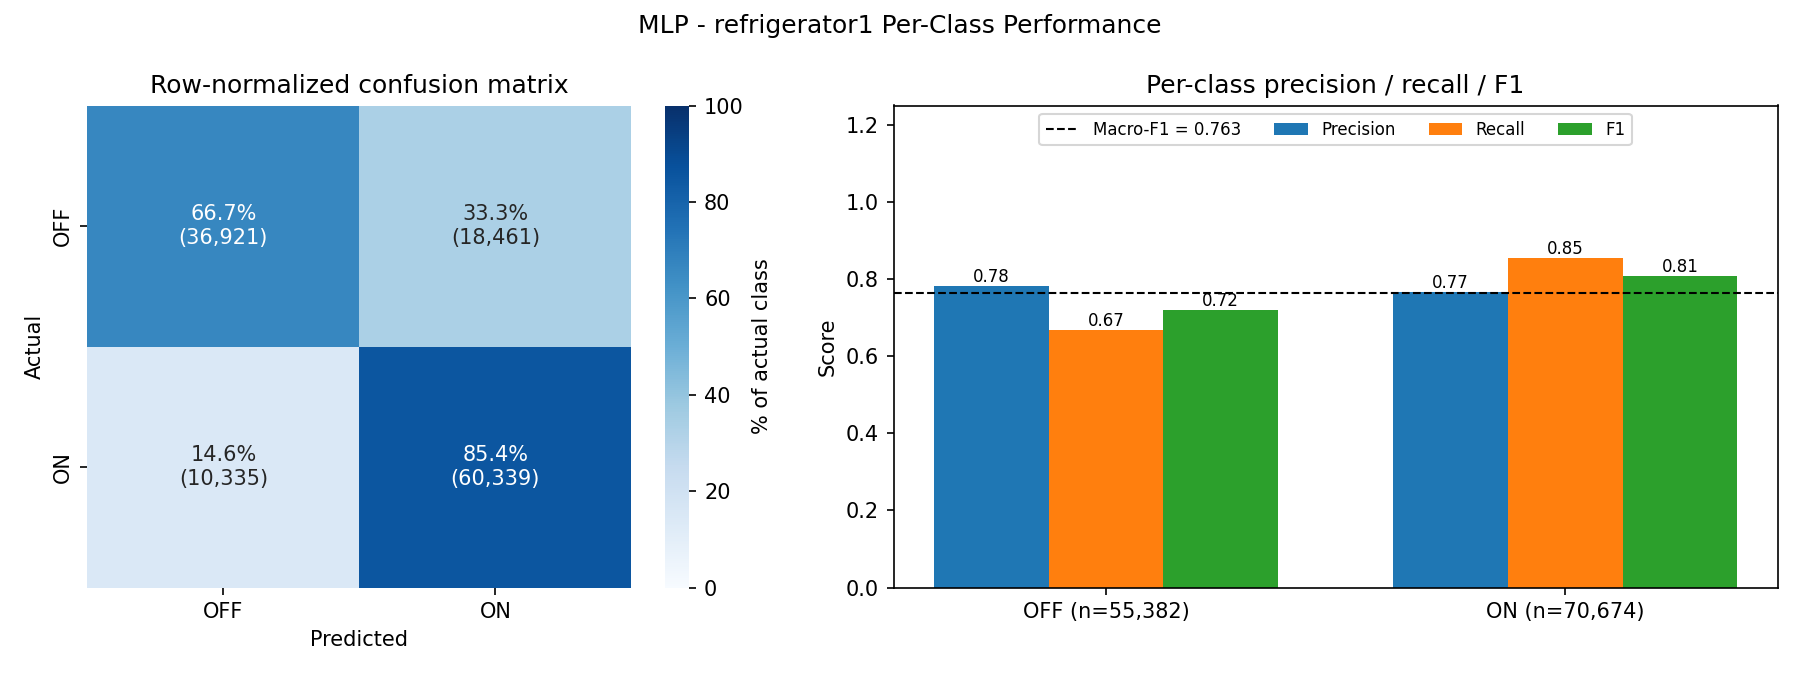 MLP - refrigerator1 Per-Class Performance
Row-normalized confusion matrix
Actual
OFF
ON
66.7%
(36,921)
33.3%
(18,461)
14.6%
(10,335)
85.4%
(60,339)
OFF
ON
Predicted
100
80
60
40
20
0
% of actual class
Per-class precision / recall / F1
Macro-F1 = 0.763
Precision
Recall
F1
Score
1.2
1.0
0.8
0.6
0.4
0.2
0.0
0.78
0.67
0.72
0.77
0.85
0.81
OFF (n=55,382)
ON (n=70,674)